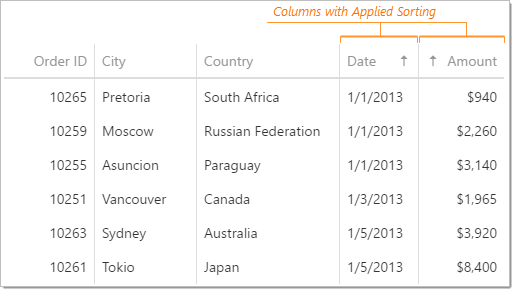 Columns with Applied Sorting
Order ID City Country Date ↑ ↑ Amount
10265 Pretoria South Africa 1/1/2013 $940
10259 Moscow Russian Federation 1/1/2013 $2,260
10255 Asuncion Paraguay 1/1/2013 $3,140
10251 Vancouver Canada 1/3/2013 $1,965
10263 Sydney Australia 1/5/2013 $3,920
10261 Tokio Japan 1/5/2013 $8,400